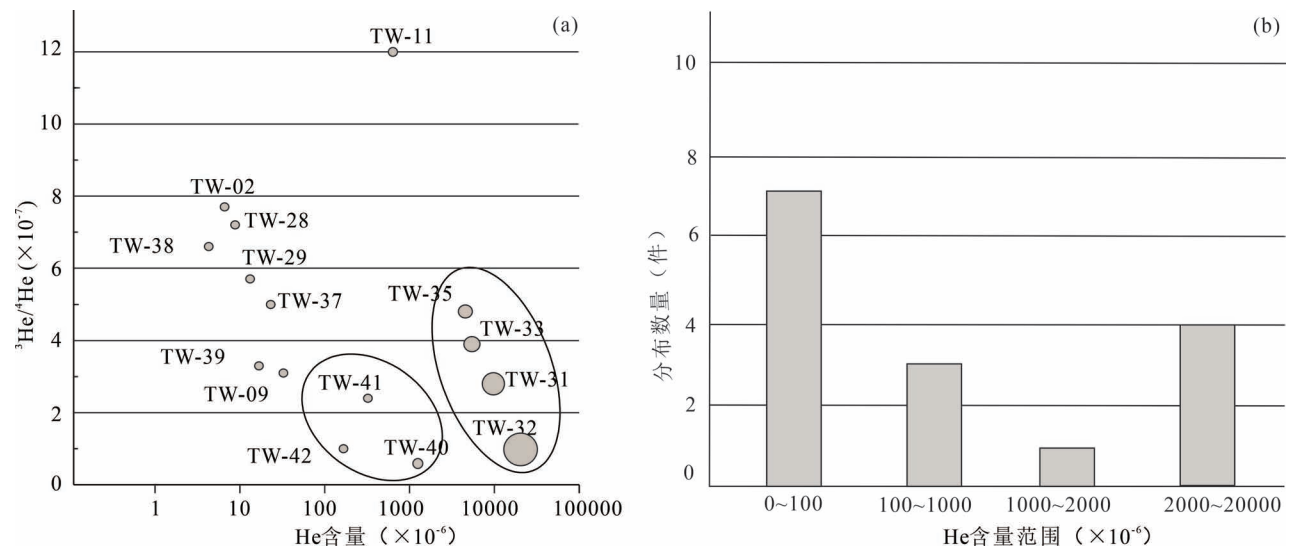 (a)
TW-11
12
10
8
6
4
2
0
³He/⁴He(×10⁻⁷)
TW-02
TW-28
TW-38
TW-29
TW-37
TW-35
TW-33
TW-39
TW-09
TW-41
TW-31
TW-32
TW-42
TW-40
1 10 100 1000 10000 100000
He含量（×10⁻⁶）
(b)
10
8
6
4
2
0
分布数量（件）
0~100 100~1000 1000~2000 2000~20000
He含量范围（×10⁻⁶）